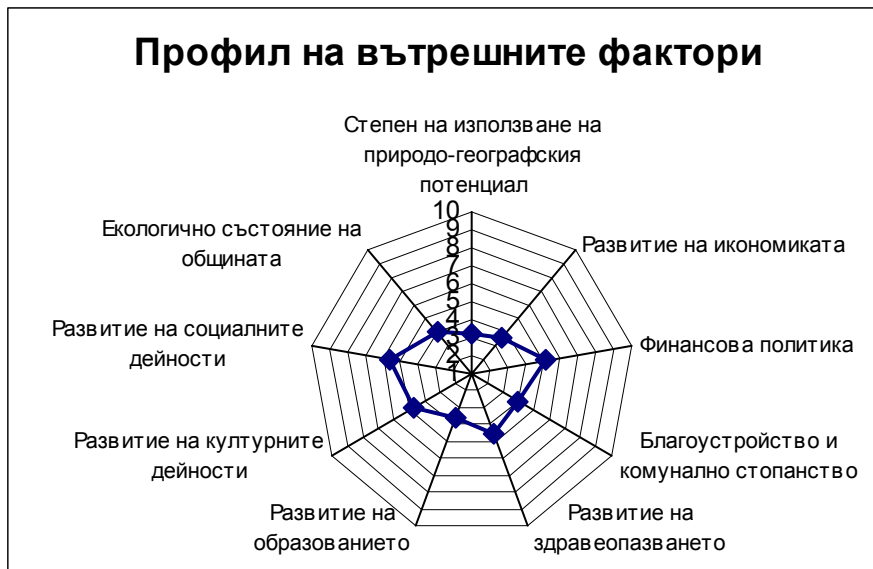 Профил на вътрешните фактори
Степен на използване на
природо-географския
потенциал
10
9
8
7
6
5
4
3
2
1
Развитие на икономиката
Финансова политика
Благоустройство и
комунално стопанство
Развитие на
здравеопазването
Развитие на
образованието
Развитие на културните
дейности
Развитие на социалните
дейности
Екологично състояние на
общината